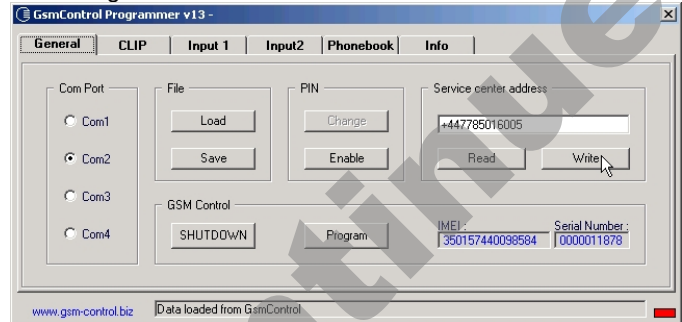 GsmControl Programmer v13 -
General CLIP Input 1 Input2 Phonebook Info
Com Port File PIN Service center address
Com1 Load Change +447785016005
Com2 Save Enable Read Write
Com3 GSM Control
Com4 SHUTDOWN Program IMEI : Serial Number :
350157440098584 0000011878
www.gsm-control.biz Data loaded from GsmControl